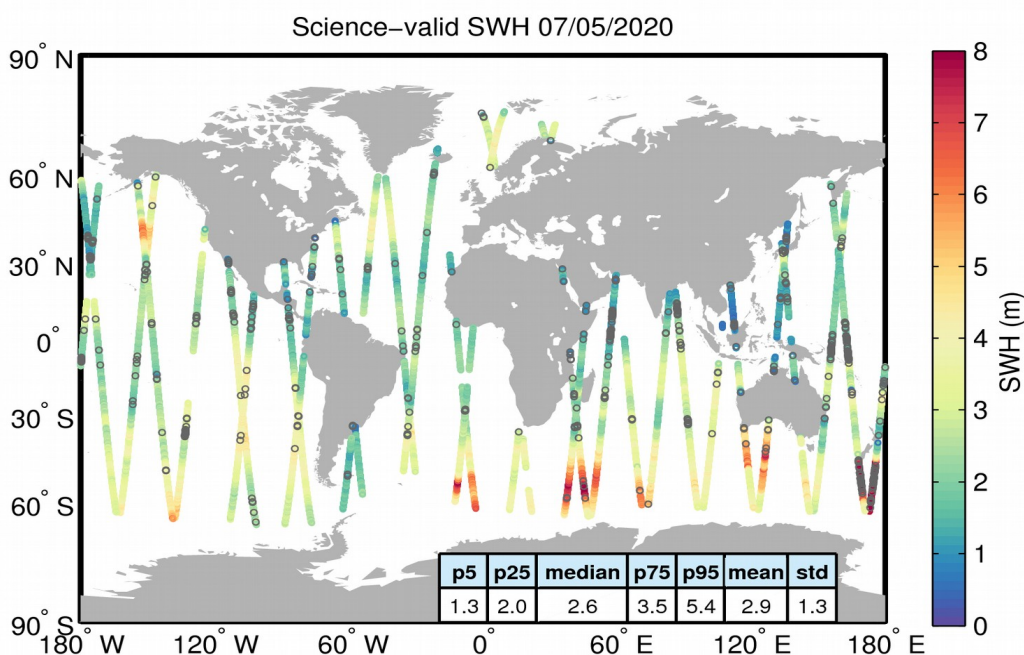 Science−valid SWH 07/05/2020
90° N
60° N
30° N
0°
30° S
60° S
90° S
180° W
120° W
60° W
0°
60° E
120° E
180° E
p5 p25 median p75 p95 mean std
1.3 2.0 2.6 3.5 5.4 2.9 1.3
8
7
6
5
4
3
2
1
0
SWH (m)